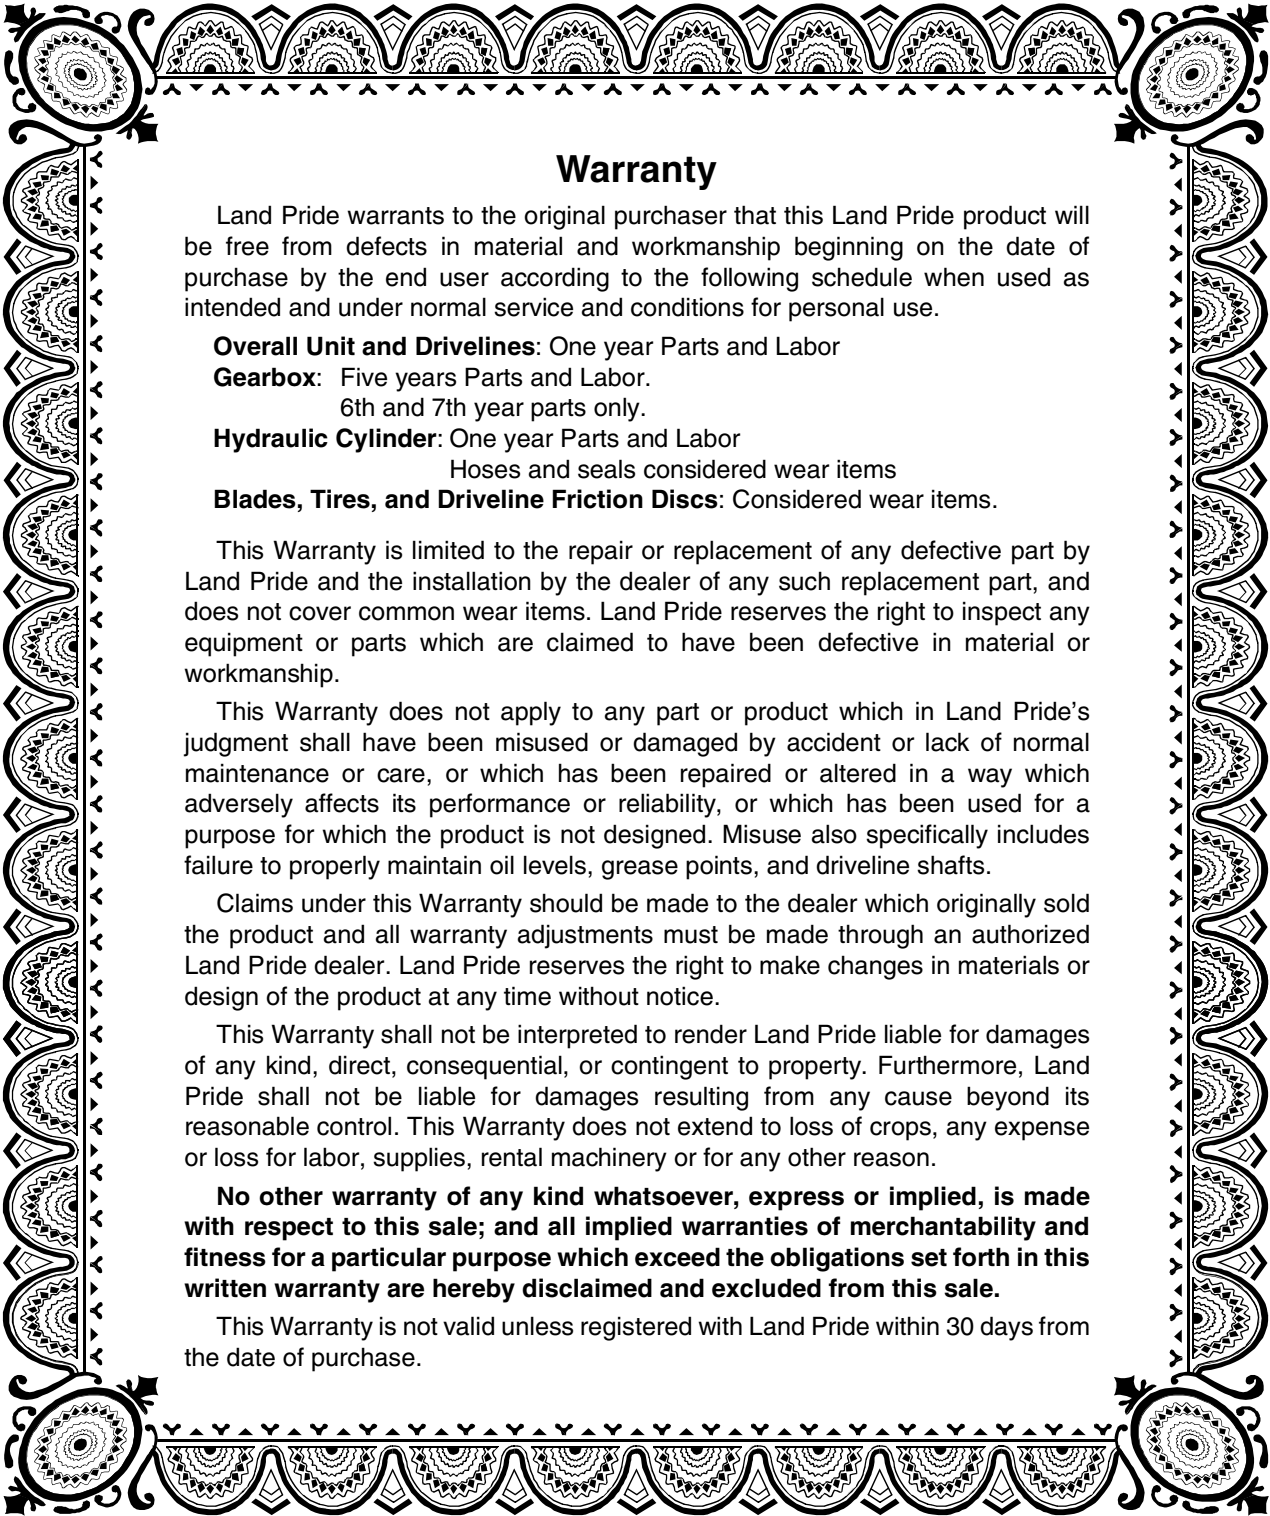 Warranty
Land Pride warrants to the original purchaser that this Land Pride product will
be free from defects in material and workmanship beginning on the date of
purchase by the end user according to the following schedule when used as
intended and under normal service and conditions for personal use.
Overall Unit and Drivelines: One year Parts and Labor
Gearbox: Five years Parts and Labor.
6th and 7th year parts only.
Hydraulic Cylinder: One year Parts and Labor
Hoses and seals considered wear items
Blades, Tires, and Driveline Friction Discs: Considered wear items.
This Warranty is limited to the repair or replacement of any defective part by
Land Pride and the installation by the dealer of any such replacement part, and
does not cover common wear items. Land Pride reserves the right to inspect any
equipment or parts which are claimed to have been defective in material or
workmanship.
This Warranty does not apply to any part or product which in Land Pride’s
judgment shall have been misused or damaged by accident or lack of normal
maintenance or care, or which has been repaired or altered in a way which
adversely affects its performance or reliability, or which has been used for a
purpose for which the product is not designed. Misuse also specifically includes
failure to properly maintain oil levels, grease points, and driveline shafts.
Claims under this Warranty should be made to the dealer which originally sold
the product and all warranty adjustments must be made through an authorized
Land Pride dealer. Land Pride reserves the right to make changes in materials or
design of the product at any time without notice.
This Warranty shall not be interpreted to render Land Pride liable for damages
of any kind, direct, consequential, or contingent to property. Furthermore, Land
Pride shall not be liable for damages resulting from any cause beyond its
reasonable control. This Warranty does not extend to loss of crops, any expense
or loss for labor, supplies, rental machinery or for any other reason.
No other warranty of any kind whatsoever, express or implied, is made
with respect to this sale; and all implied warranties of merchantability and
fitness for a particular purpose which exceed the obligations set forth in this
written warranty are hereby disclaimed and excluded from this sale.
This Warranty is not valid unless registered with Land Pride within 30 days from
the date of purchase.